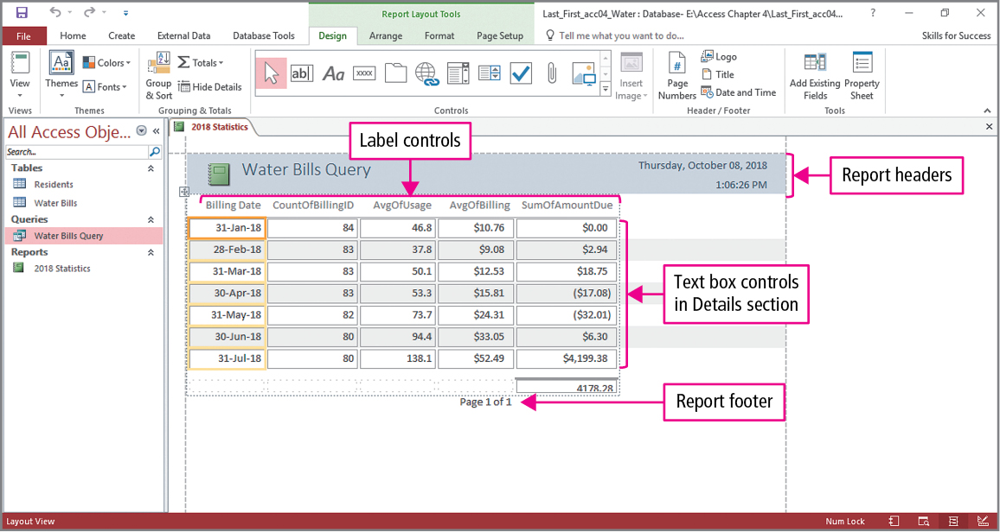 Report Layout Tools
Last_First_acc04_Water : Database- E:\Access Chapter 4\Last_First_acc04...
?
File Home Create External Data Database Tools Design Arrange Format Page Setup Tell me what you want to do... Skills for Success
View
Views
Aa
Themes
Colors
Fonts
Themes
Group
& Sort
Totals
Hide Details
Grouping & Totals
ab|
Aa
xxxx
Controls
Insert
Image
Page
Numbers
Logo
Title
Date and Time
Header / Footer
Add Existing
Fields
Property
Sheet
Tools
All Access Obje...
Search...
Tables
Residents
Water Bills
Queries
Water Bills Query
Reports
2018 Statistics
2018 Statistics
Label controls
Water Bills Query
Thursday, October 08, 2018
1:06:26 PM
Report headers
Billing Date CountOfBillingID AvgOfUsage AvgOfBilling SumOfAmountDue
31-Jan-18 84 46.8 $10.76 $0.00
28-Feb-18 83 37.8 $9.08 $2.94
31-Mar-18 83 50.1 $12.53 $18.75
30-Apr-18 83 53.3 $15.81 ($17.08)
31-May-18 82 73.7 $24.31 ($32.01)
30-Jun-18 80 94.4 $33.05 $6.30
31-Jul-18 80 138.1 $52.49 $4,199.38
4178.28
Page 1 of 1
Text box controls
in Details section
Report footer
Layout View
Num Lock